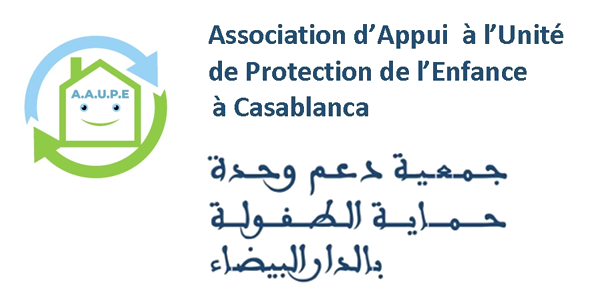 A.A.U.P.E
Association d’Appui à l’Unité
de Protection de l’Enfance
à Casablanca
جمعية دعم وحدة
حماية الطفولة
بالدار البيضاء